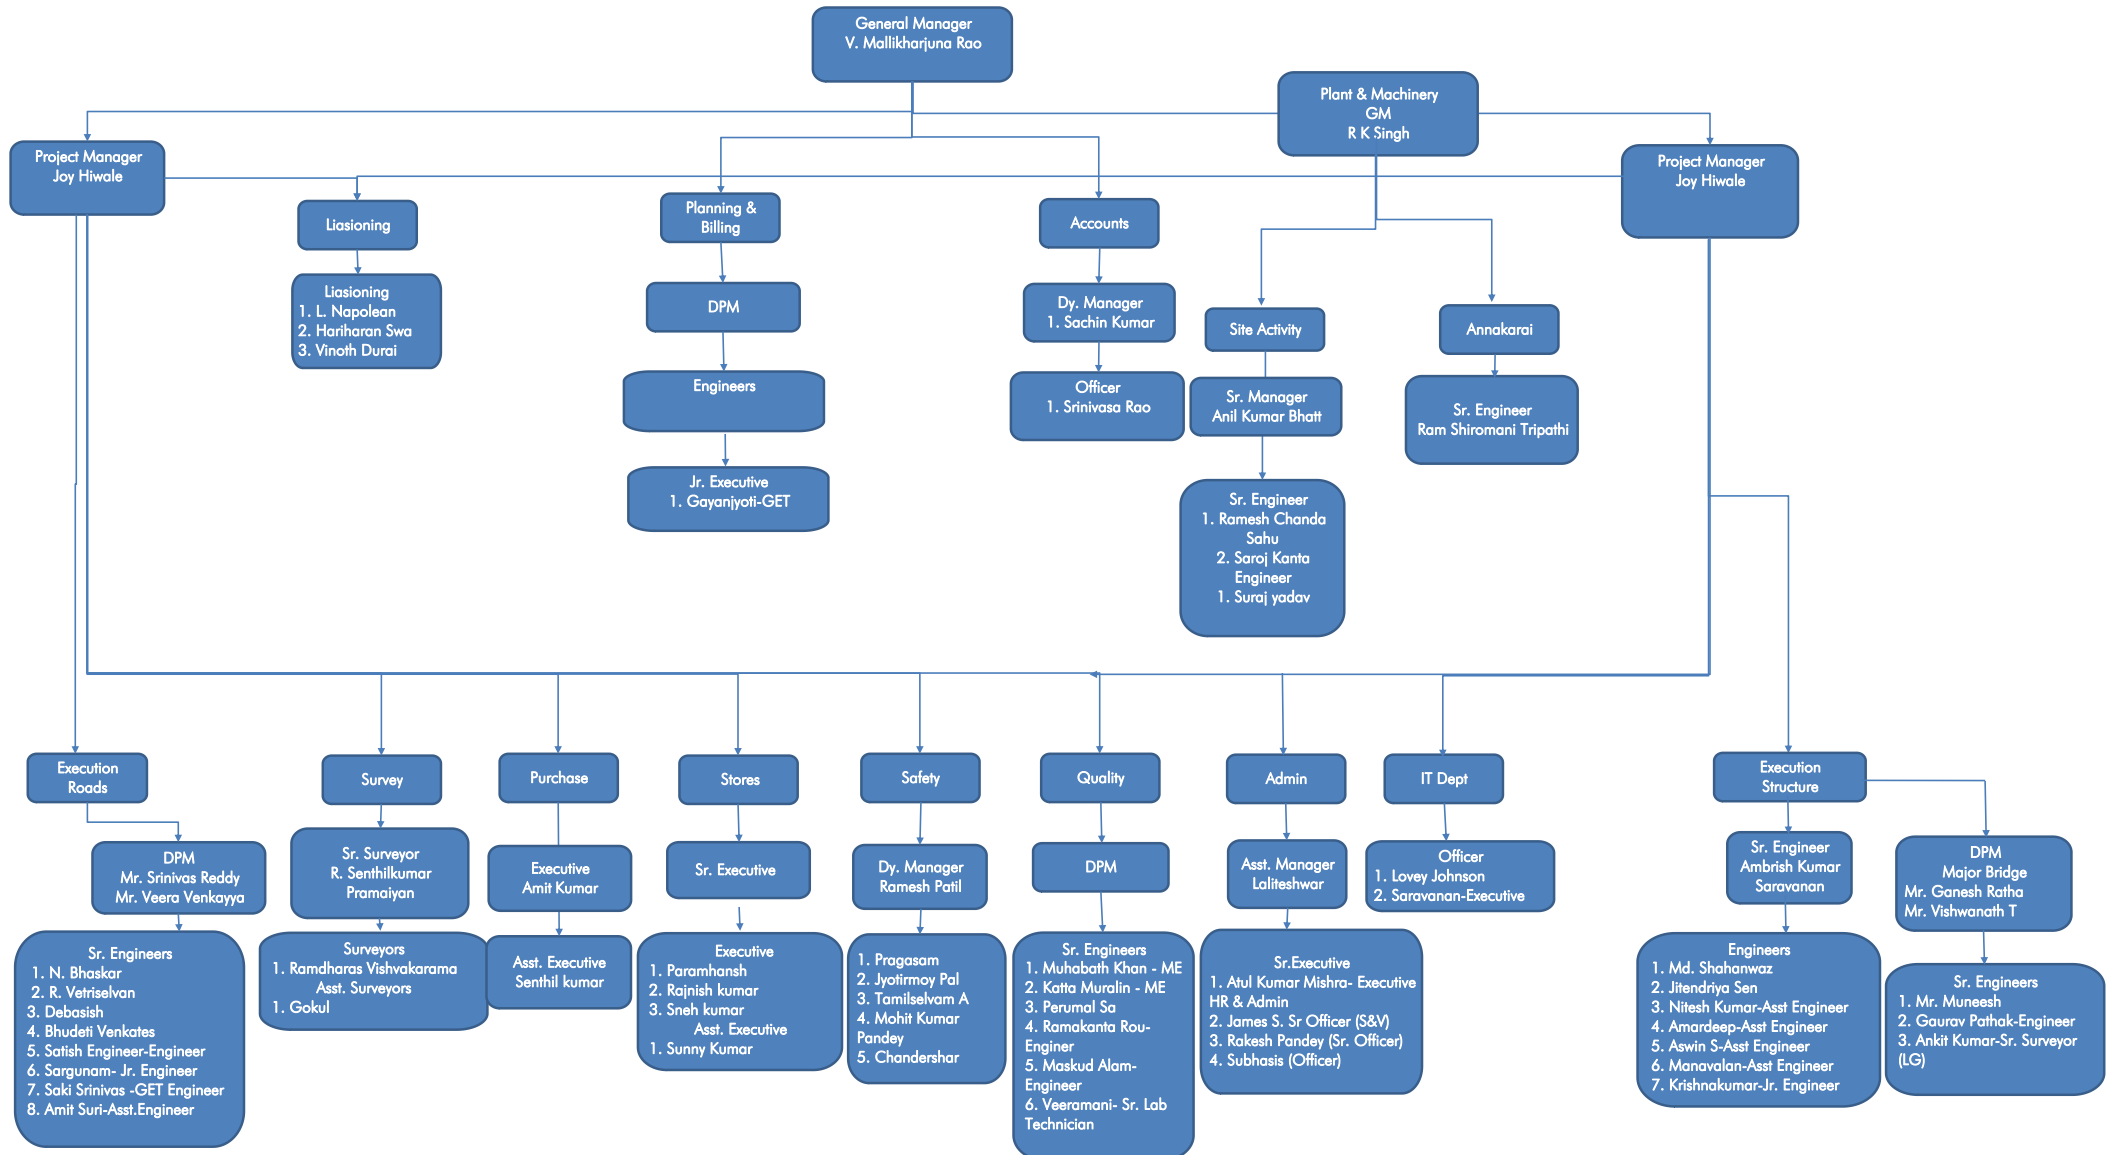 General Manager
V. Mallikharjuna Rao
Plant & Machinery
GM
R K Singh
Project Manager
Joy Hiwale
Project Manager
Joy Hiwale
Liasioning
Planning &
Billing
Accounts
Liasioning
1. L. Napolean
2. Hariharan Swa
3. Vinoth Durai
DPM
Dy. Manager
1. Sachin Kumar
Site Activity
Annakarai
Engineers
Officer
1. Srinivasa Rao
Sr. Manager
Anil Kumar Bhatt
Sr. Engineer
Ram Shiromani Tripathi
Jr. Executive
1. Gayanjyoti-GET
Sr. Engineer
1. Ramesh Chanda
Sahu
2. Saroj Kanta
Engineer
1. Suraj yadav
Execution
Roads
Survey
Purchase
Stores
Safety
Quality
Admin
IT Dept
Execution
Structure
DPM
Mr. Srinivas Reddy
Mr. Veera Venkayya
Sr. Surveyor
R. Senthilkumar
Pramaiyan
Executive
Amit Kumar
Sr. Executive
Dy. Manager
Ramesh Patil
DPM
Asst. Manager
Laliteshwar
Officer
1. Lovey Johnson
2. Saravanan-Executive
Sr. Engineer
Ambrish Kumar
Saravanan
DPM
Major Bridge
Mr. Ganesh Ratha
Mr. Vishwanath T
Sr. Engineers
1. N. Bhaskar
2. R. Vetriselvan
3. Debasish
4. Bhudeti Venkates
5. Satish Engineer-Engineer
6. Sargunam- Jr. Engineer
7. Saki Srinivas -GET Engineer
8. Amit Suri-Asst.Engineer
Surveyors
1. Ramdharas Vishvakarama
Asst. Surveyors
1. Gokul
Asst. Executive
Senthil kumar
Executive
1. Paramhansh
2. Rajnish kumar
3. Sneh kumar
Asst. Executive
1. Sunny Kumar
1. Pragasam
2. Jyotirmoy Pal
3. Tamilselvam A
4. Mohit Kumar
Pandey
5. Chandershar
Sr. Engineers
1. Muhabath Khan - ME
2. Katta Muralin - ME
3. Perumal Sa
4. Ramakanta Rou-
Enginer
5. Maskud Alam-
Engineer
6. Veeramani- Sr. Lab
Technician
Sr.Executive
1. Atul Kumar Mishra- Executive
HR & Admin
2. James S. Sr Officer (S&V)
3. Rakesh Pandey (Sr. Officer)
4. Subhasis (Officer)
Engineers
1. Md. Shahanwaz
2. Jitendriya Sen
3. Nitesh Kumar-Asst Engineer
4. Amardeep-Asst Engineer
5. Aswin S-Asst Engineer
6. Manavalan-Asst Engineer
7. Krishnakumar-Jr. Engineer
Sr. Engineers
1. Mr. Muneesh
2. Gaurav Pathak-Engineer
3. Ankit Kumar-Sr. Surveyor
(LG)